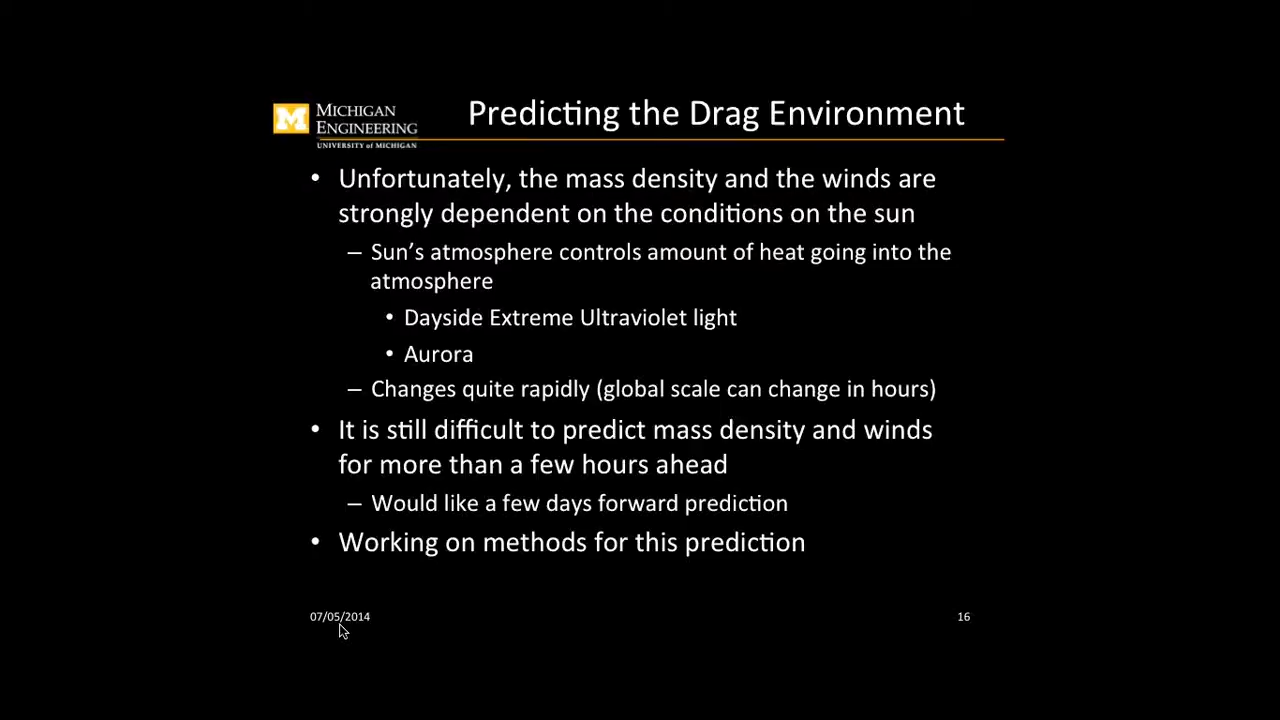 M
MICHIGAN
ENGINEERING
UNIVERSITY of MICHIGAN
Predicting the Drag Environment
• Unfortunately, the mass density and the winds are
strongly dependent on the conditions on the sun
– Sun’s atmosphere controls amount of heat going into the
atmosphere
• Dayside Extreme Ultraviolet light
• Aurora
– Changes quite rapidly (global scale can change in hours)
• It is still difficult to predict mass density and winds
for more than a few hours ahead
– Would like a few days forward prediction
• Working on methods for this prediction
07/05/2014
16